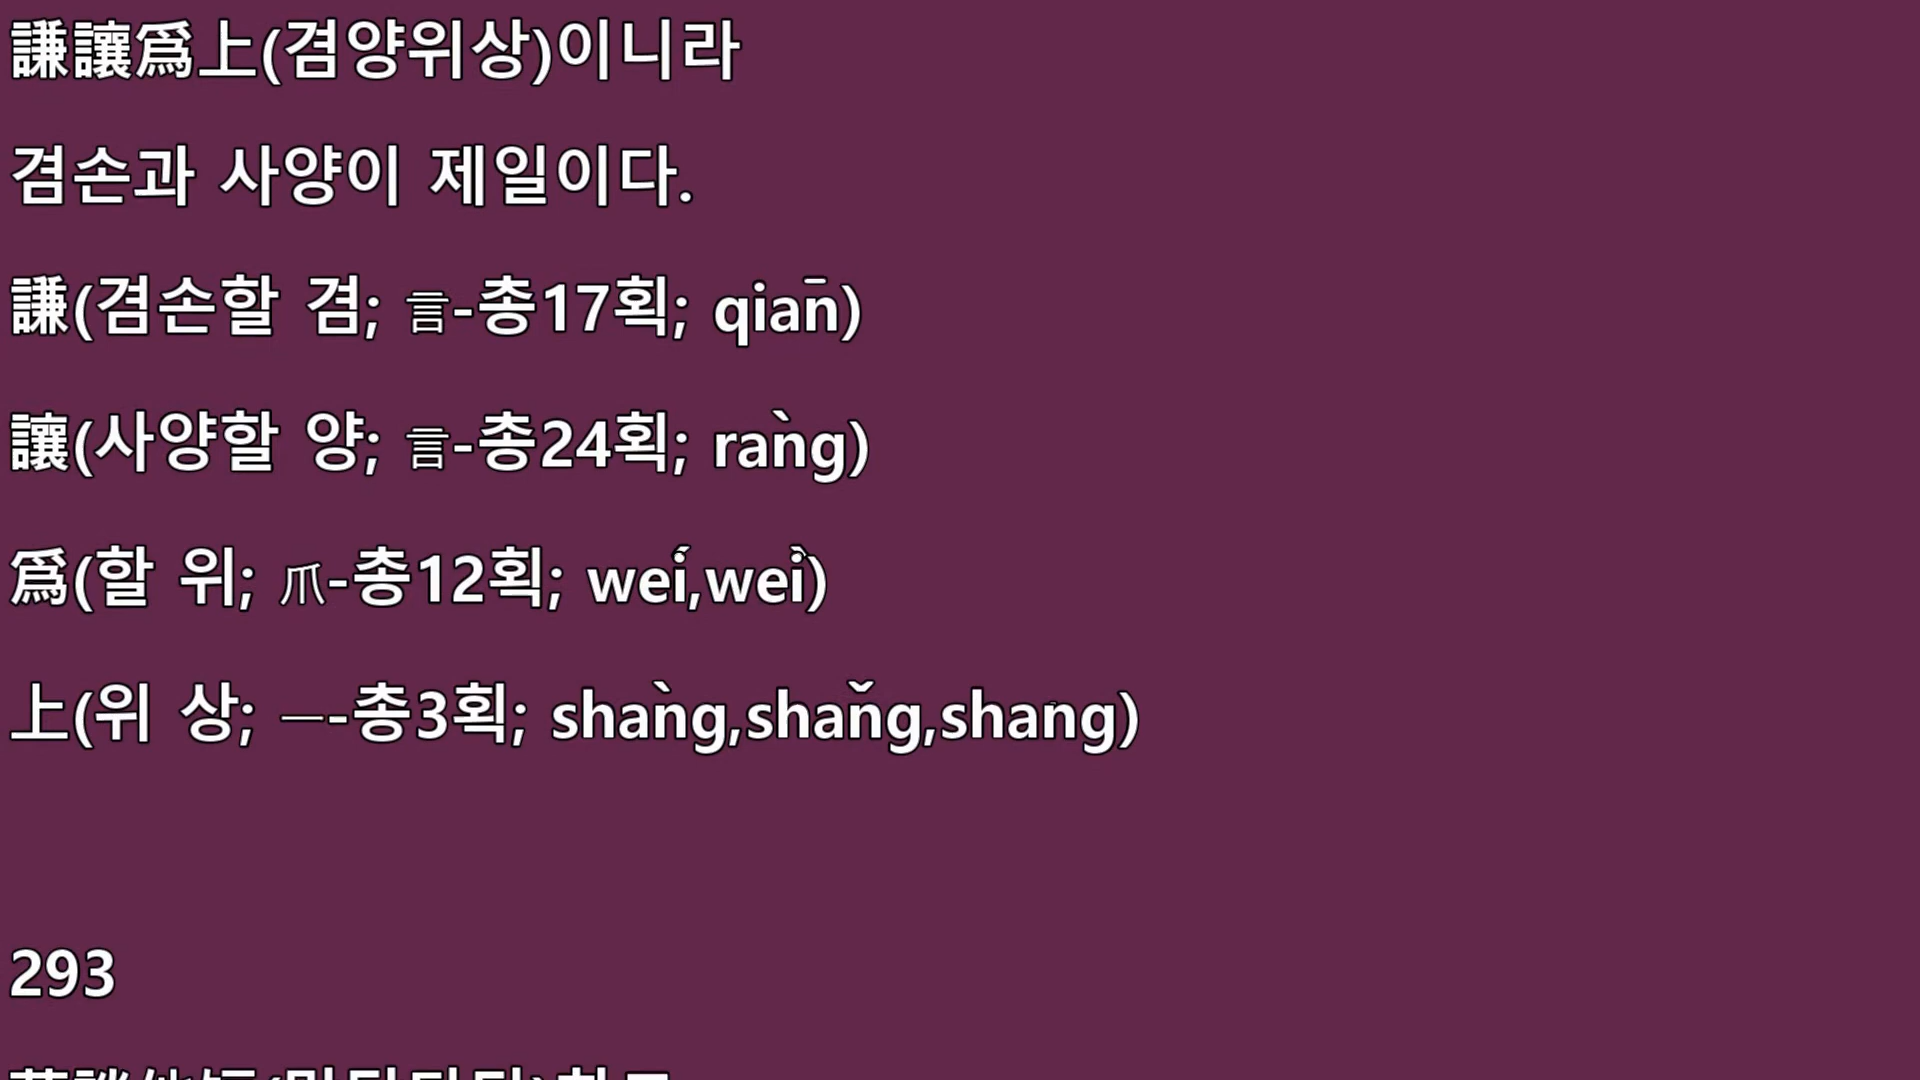 謙讓爲上(겸양위상)이니라
겸손과 사양이 제일이다.
謙(겸손할 겸; 言-총17획; qiān)
讓(사양할 양; 言-총24획; ràng)
爲(할 위; 爪-총12획; weí,weì)
上(위 상; 一-총3획; shàng,shǎng,shang)
293